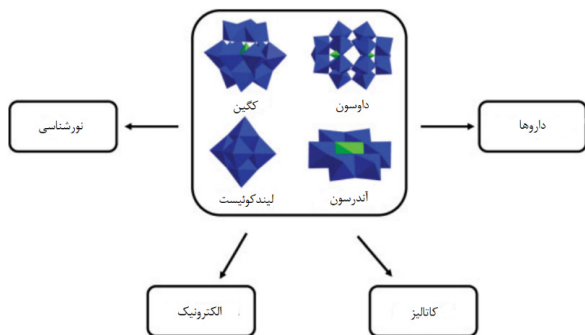 داوسون
کگین
داروها
نورشناسی
آندرسون
لیندکوئیست
کاتالیز
الکترونیک